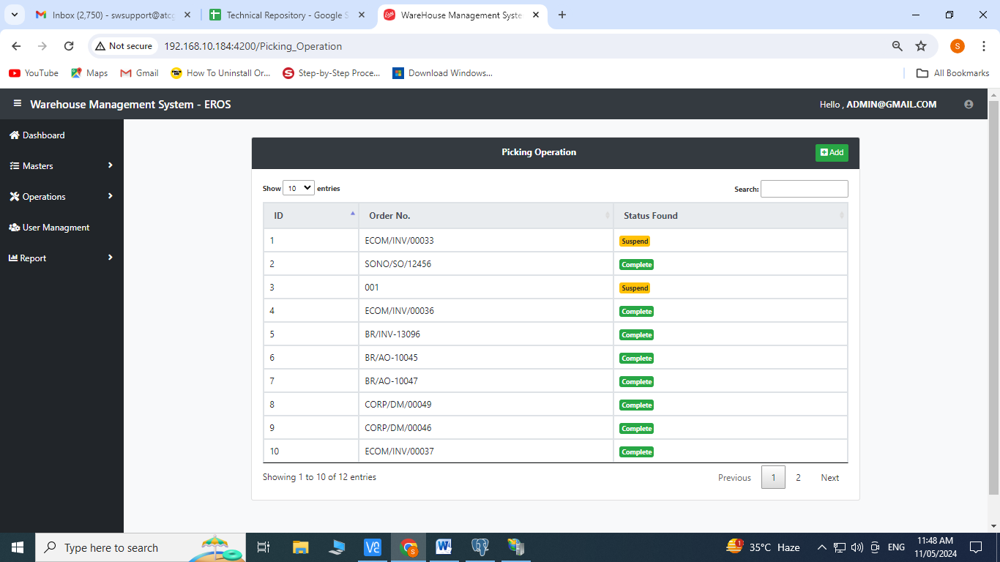 Inbox (2,750) - swsupport@atcg
Technical Repository - Google S
WareHouse Management Syste
Not secure
192.168.10.184:4200/Picking_Operation
S
YouTube
Maps
Gmail
How To Uninstall Or...
Step-by-Step Proce...
Download Windows...
All Bookmarks
Warehouse Management System - EROS
Hello , ADMIN@GMAIL.COM
Dashboard
Masters
Operations
User Managment
Report
Picking Operation
Add
Show 10 entries
Search:
ID Order No. Status Found
1 ECOM/INV/00033 Suspend
2 SONO/SO/12456 Complete
3 001 Suspend
4 ECOM/INV/00036 Complete
5 BR/INV-13096 Complete
6 BR/AO-10045 Complete
7 BR/AO-10047 Complete
8 CORP/DM/00049 Complete
9 CORP/DM/00046 Complete
10 ECOM/INV/00037 Complete
Showing 1 to 10 of 12 entries
Previous 1 2 Next
Type here to search
35°C Haze
ENG
11:48 AM
11/05/2024